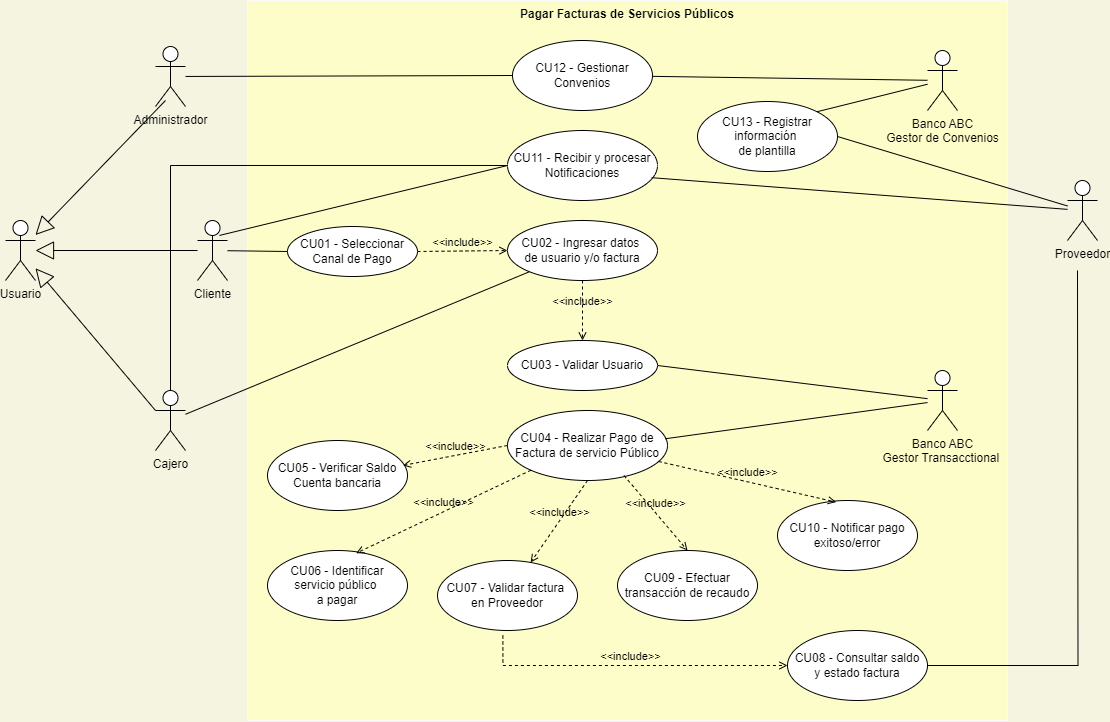 Pagar Facturas de Servicios Públicos
Administrador
CU12 - Gestionar
Convenios
Banco ABC
Gestor de Convenios
CU13 - Registrar
información
de plantilla
CU11 - Recibir y procesar
Notificaciones
Usuario
Cliente
CU01 - Seleccionar
Canal de Pago
<<include>>
CU02 - Ingresar datos
de usuario y/o factura
Proveedor
<<include>>
CU03 - Validar Usuario
Cajero
CU04 - Realizar Pago de
Factura de servicio Público
Banco ABC
Gestor Transacctional
<<include>>
CU05 - Verificar Saldo
Cuenta bancaria
<<include>>
<<include>>
<<include>>
<<include>>
CU10 - Notificar pago
exitoso/error
CU06 - Identificar
servicio público
a pagar
CU07 - Validar factura
en Proveedor
CU09 - Efectuar
transacción de recaudo
<<include>>
CU08 - Consultar saldo
y estado factura